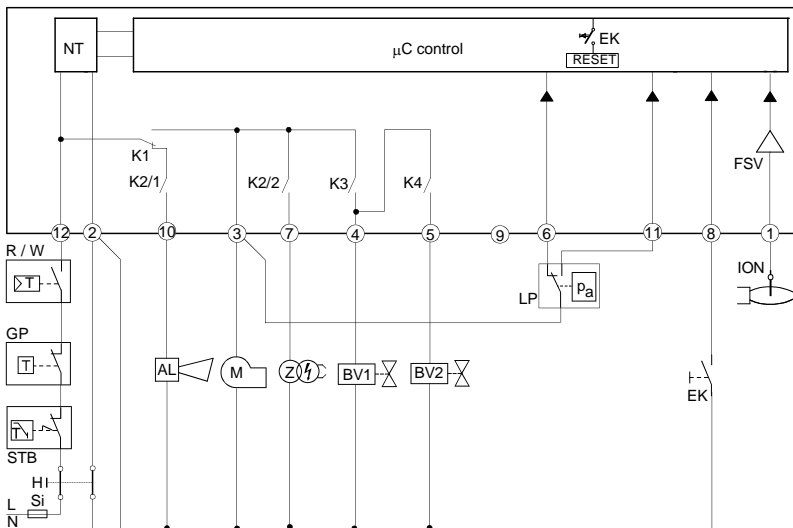 NT
µC control
EK
RESET
K1
K2/1
K2/2
K3
K4
FSV
12
2
10
3
7
4
5
9
6
11
8
1
R / W
T
GP
T
STB
T
H
Si
L
N
AL
M
Z
BV1
BV2
LP
pa
EK
ION